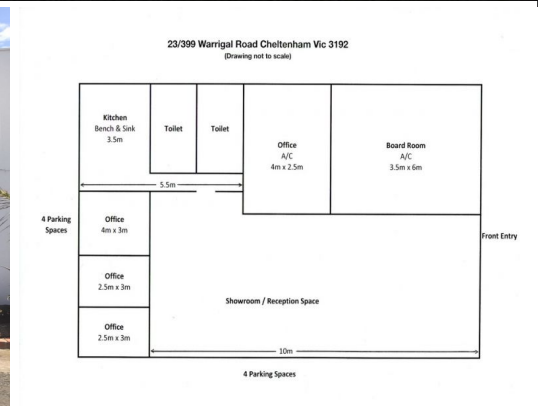 23/399 Warrigal Road Cheltenham Vic 3192
(Drawing not to scale)
Kitchen
Bench & Sink
3.5m
Toilet
Toilet
Office
A/C
4m x 2.5m
Board Room
A/C
3.5m x 6m
5.5m
4 Parking
Spaces
Office
4m x 3m
Front Entry
Office
2.5m x 3m
Showroom / Reception Space
Office
2.5m x 3m
10m
4 Parking Spaces